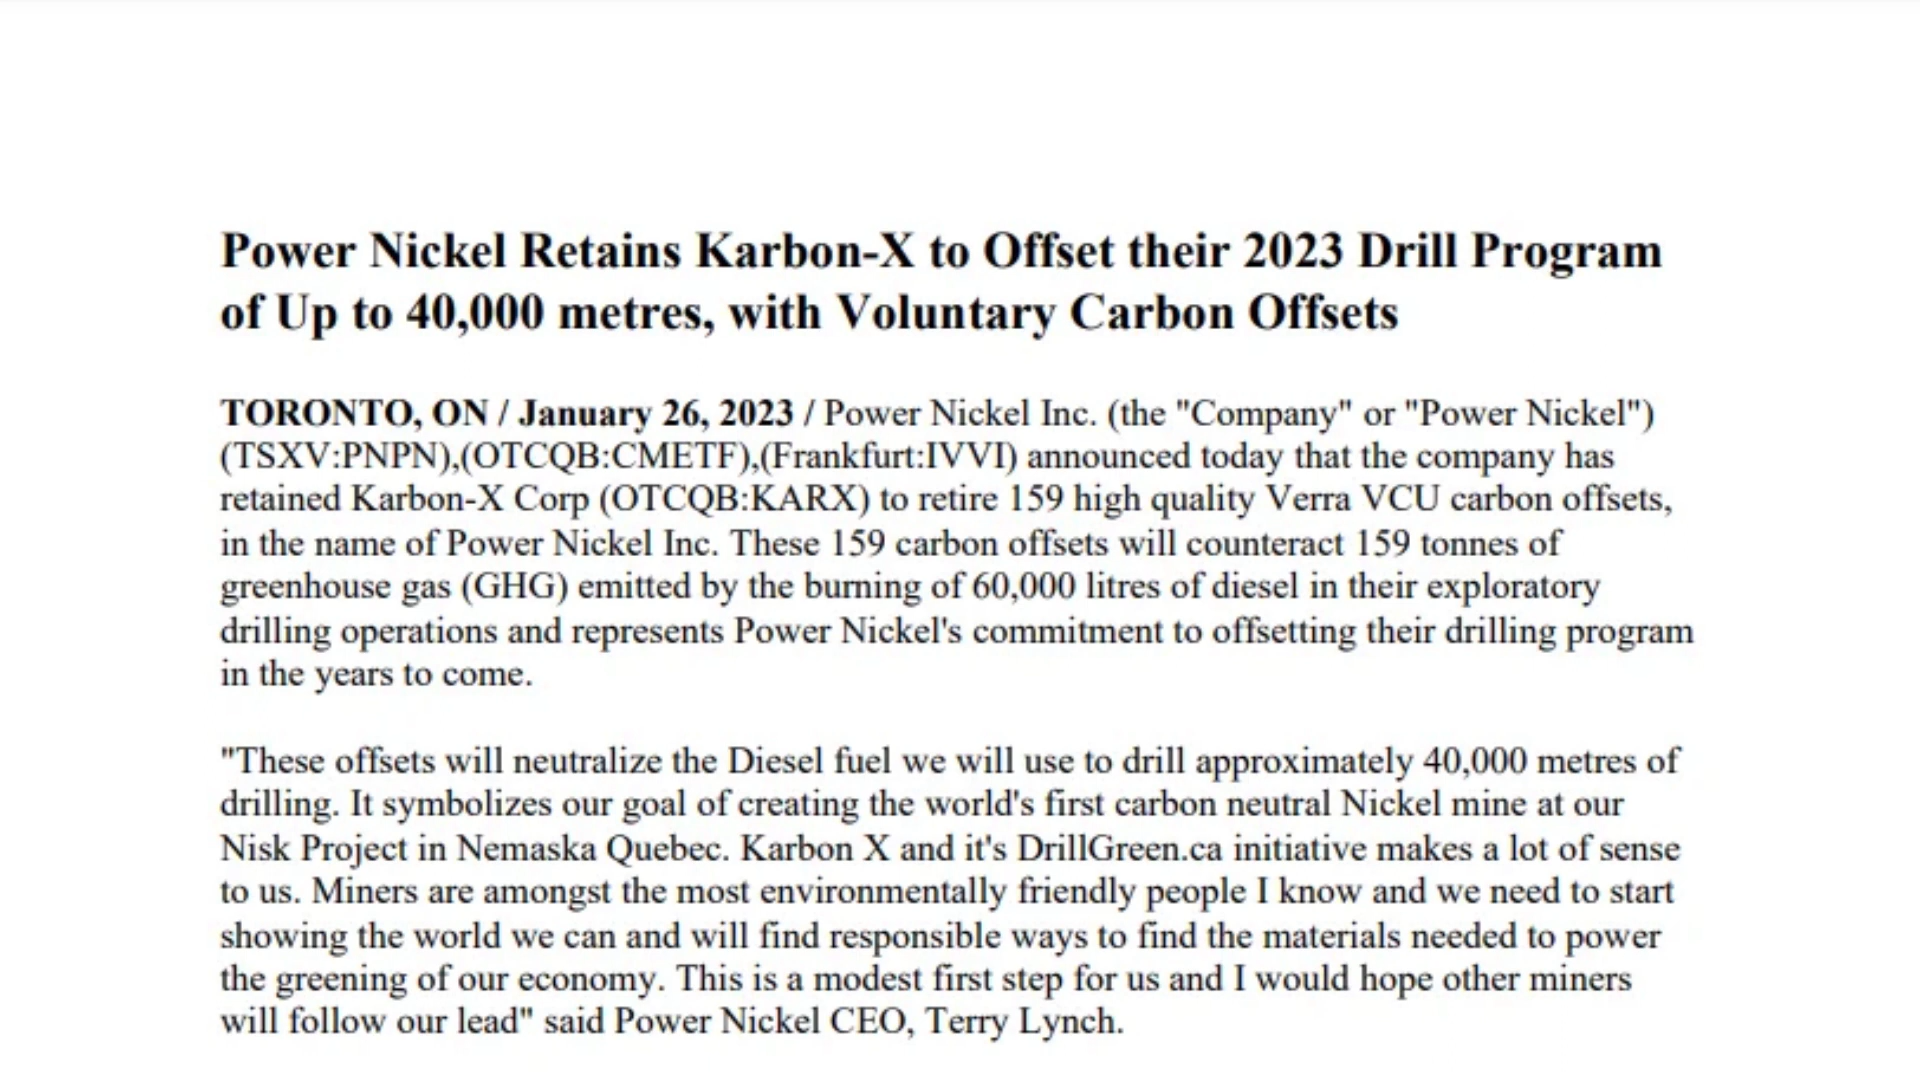 Power Nickel Retains Karbon-X to Offset their 2023 Drill Program
of Up to 40,000 metres, with Voluntary Carbon Offsets
TORONTO, ON / January 26, 2023 / Power Nickel Inc. (the "Company" or "Power Nickel")
(TSXV:PNPN),(OTCQB:CMETF),(Frankfurt:IVVI) announced today that the company has
retained Karbon-X Corp (OTCQB:KARX) to retire 159 high quality Verra VCU carbon offsets,
in the name of Power Nickel Inc. These 159 carbon offsets will counteract 159 tonnes of
greenhouse gas (GHG) emitted by the burning of 60,000 litres of diesel in their exploratory
drilling operations and represents Power Nickel's commitment to offsetting their drilling program
in the years to come.
"These offsets will neutralize the Diesel fuel we will use to drill approximately 40,000 metres of
drilling. It symbolizes our goal of creating the world's first carbon neutral Nickel mine at our
Nisk Project in Nemaska Quebec. Karbon X and it's DrillGreen.ca initiative makes a lot of sense
to us. Miners are amongst the most environmentally friendly people I know and we need to start
showing the world we can and will find responsible ways to find the materials needed to power
the greening of our economy. This is a modest first step for us and I would hope other miners
will follow our lead" said Power Nickel CEO, Terry Lynch.